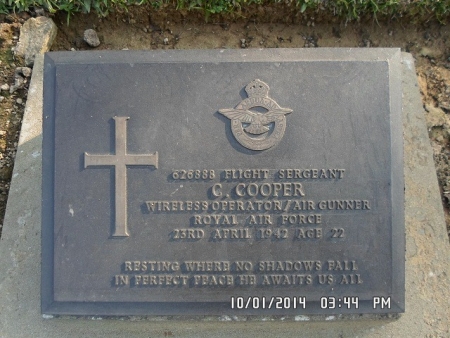 626888 FLIGHT SERGEANT
C. COOPER
WIRELESS OPERATOR/AIR GUNNER
ROYAL AIR FORCE
23RD APRIL 1942 AGE 22
RESTING WHERE NO SHADOWS FALL
IN PERFECT PEACE HE AWAITS US ALL
10/01/2014 03:44 PM